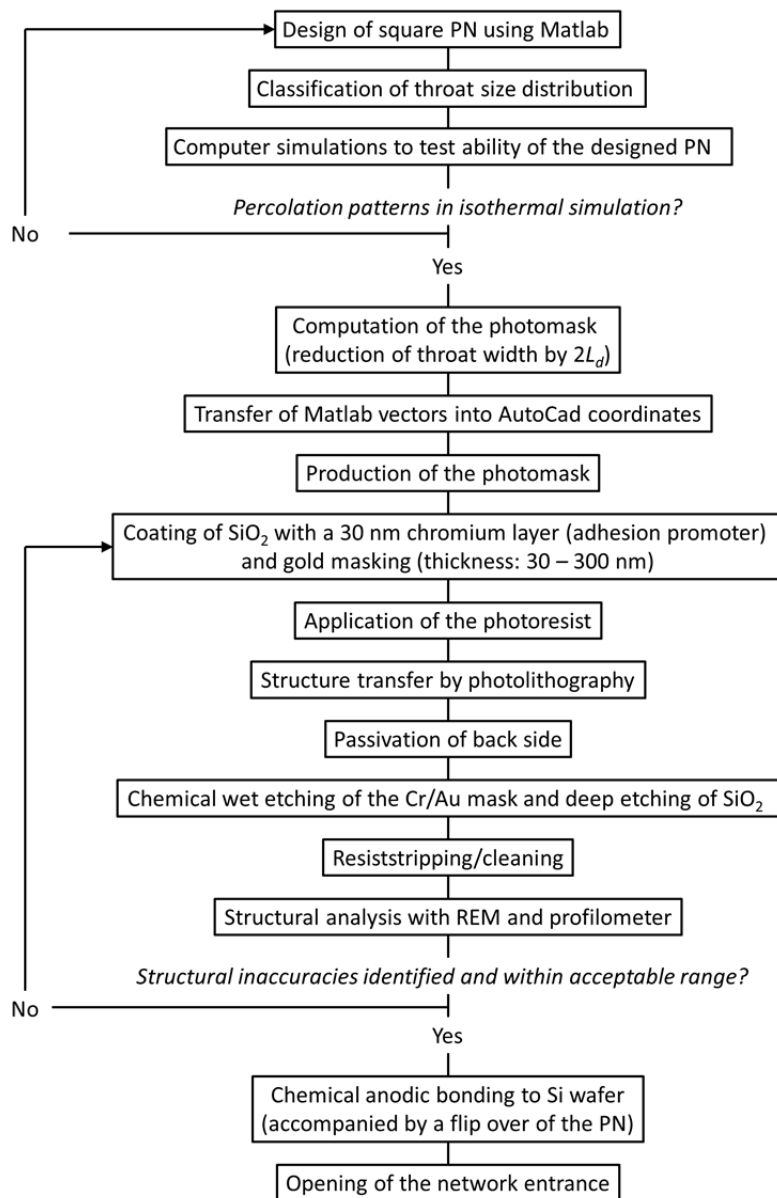 Design of square PN using Matlab
Classification of throat size distribution
Computer simulations to test ability of the designed PN
Percolation patterns in isothermal simulation?
No
Yes
Computation of the photomask
(reduction of throat width by 2L_d)
Transfer of Matlab vectors into AutoCad coordinates
Production of the photomask
Coating of SiO₂ with a 30 nm chromium layer (adhesion promoter)
and gold masking (thickness: 30 – 300 nm)
Application of the photoresist
Structure transfer by photolithography
Passivation of back side
Chemical wet etching of the Cr/Au mask and deep etching of SiO₂
Resiststripping/cleaning
Structural analysis with REM and profilometer
Structural inaccuracies identified and within acceptable range?
No
Yes
Chemical anodic bonding to Si wafer
(accompanied by a flip over of the PN)
Opening of the network entrance